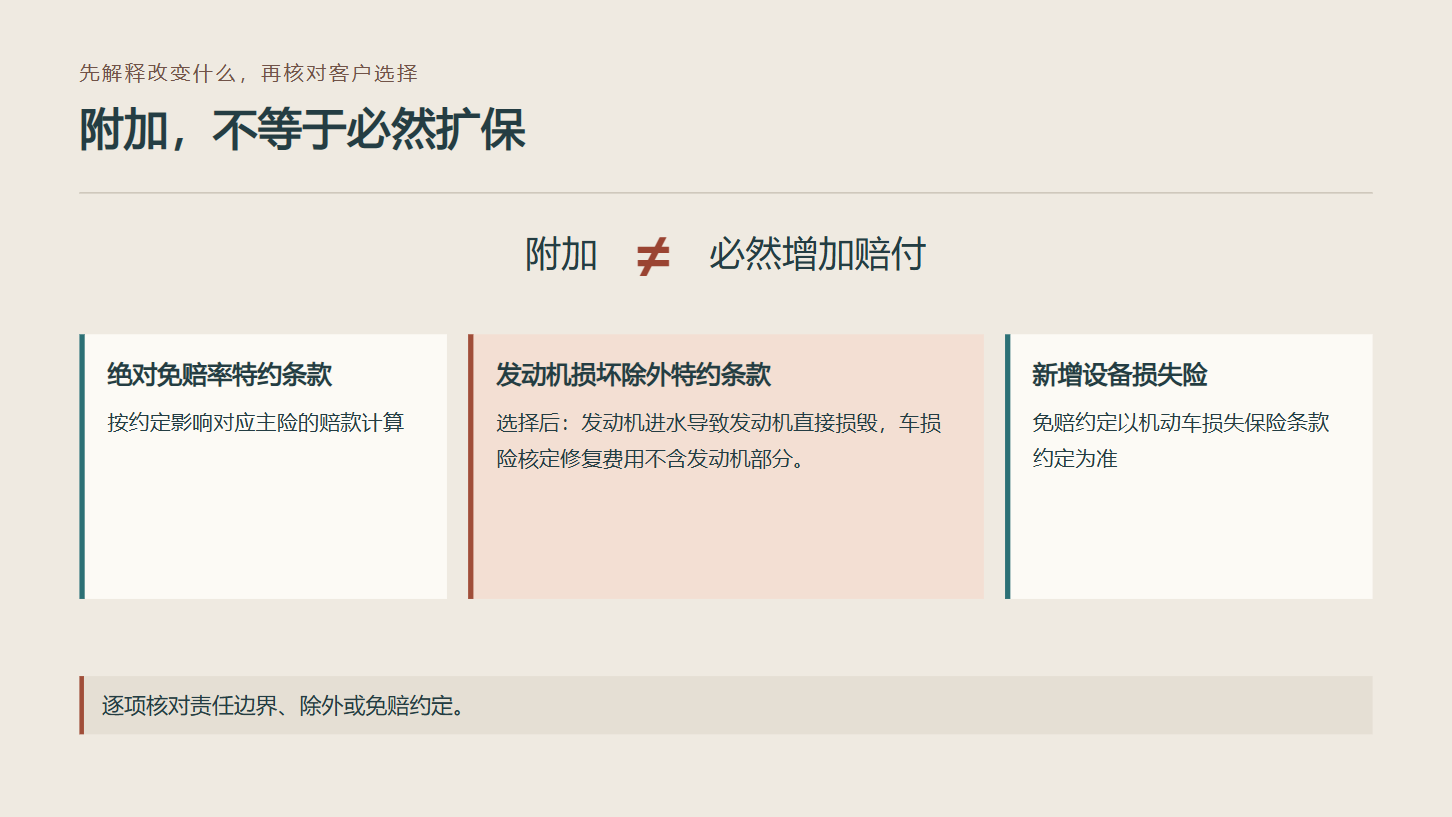 先解释改变什么，再核对客户选择
附加，不等于必然扩保
附加 ≠ 必然增加赔付
绝对免赔率特约条款
按约定影响对应主险的赔款计算
发动机损坏除外特约条款
选择后：发动机进水导致发动机直接损毁，车损
险核定修复费用不含发动机部分。
新增设备损失险
免赔约定以机动车损失保险条款
约定为准
逐项核对责任边界、除外或免赔约定。